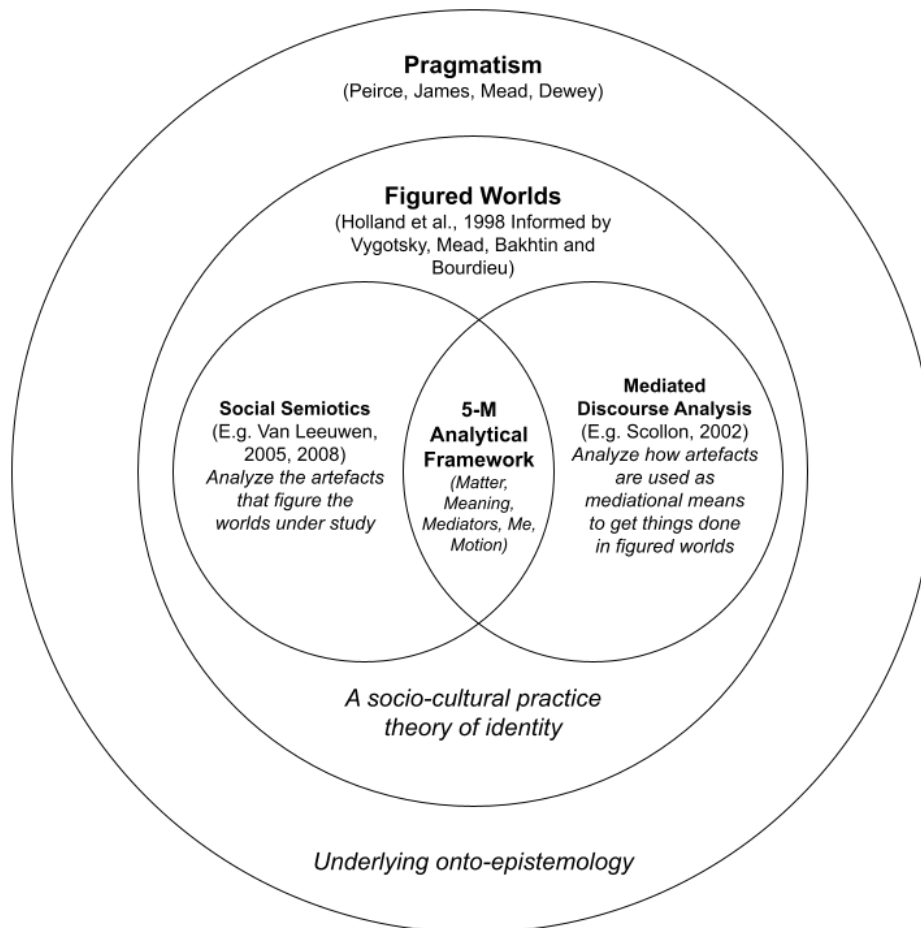 Pragmatism
(Peirce, James, Mead, Dewey)
Figured Worlds
(Holland et al., 1998 Informed by
Vygotsky, Mead, Bakhtin and
Bourdieu)
Social Semiotics
(E.g. Van Leeuwen,
2005, 2008)
Analyze the artefacts
that figure the
worlds under study
5-M
Analytical
Framework
(Matter,
Meaning,
Mediators, Me,
Motion)
Mediated
Discourse Analysis
(E.g. Scollon, 2002)
Analyze how artefacts
are used as
mediational means
to get things done
in figured worlds
A socio-cultural practice
theory of identity
Underlying onto-epistemology